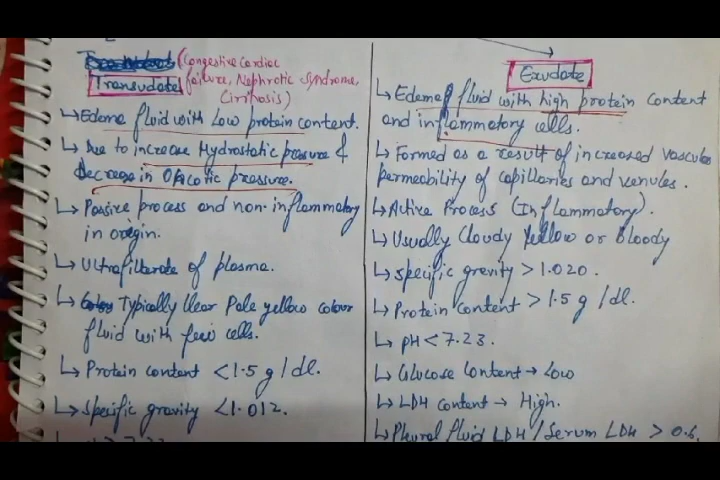 (Congestive Cardiac
Transudate failure, Nephrotic Syndrome,
Cirrhosis)
↳ Edema fluid with Low protein content.
↳ Due to increase Hydrostatic pressure &
decrease in Oncotic pressure.
↳ Passive process and non-inflammatory
in origin.
↳ Ultrafilterate of plasma.
↳ Typically Clear Pale yellow colour
fluid with few cells.
↳ Protein content <1.5 g/dl.
↳ specific gravity <1.012.
Exudate
↳ Edema fluid with high protein content
and inflammatory cells.
↳ Formed as a result of increased vascular
permeability of capillaries and venules.
↳ Active Process (Inflammatory).
↳ Usually Cloudy yellow or bloody
↳ specific gravity >1.020.
↳ Protein content >1.5 g/dl.
↳ pH < 7.23.
↳ Glucose Content → Low
↳ LDH content → High.
↳ Pleural fluid LDH / Serum LDH > 0.6.